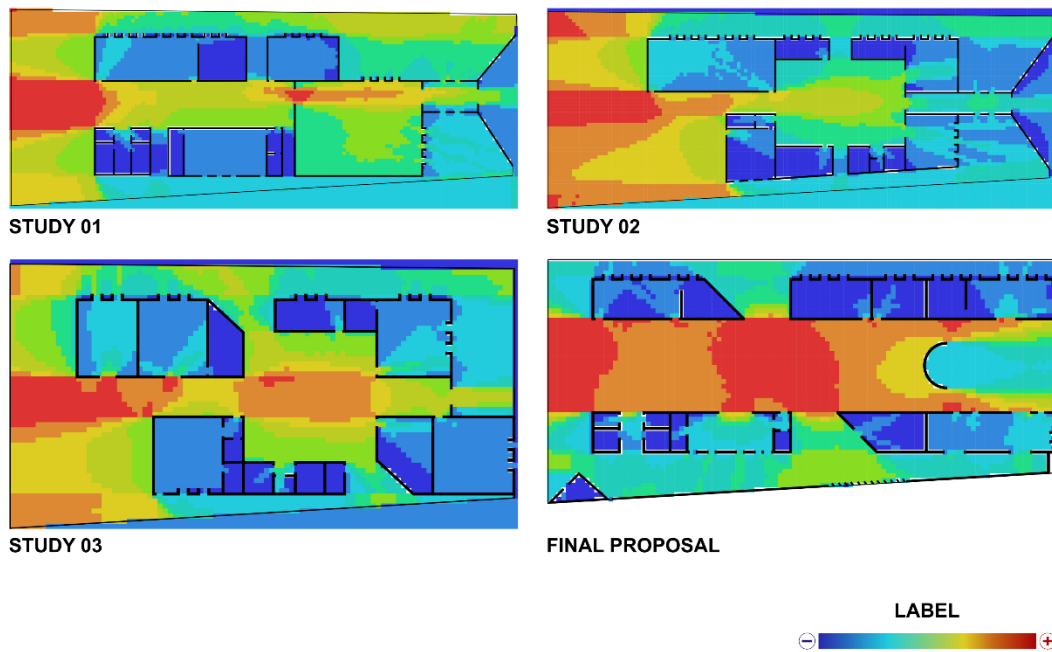 STUDY 01
STUDY 02
STUDY 03
FINAL PROPOSAL
LABEL
− +